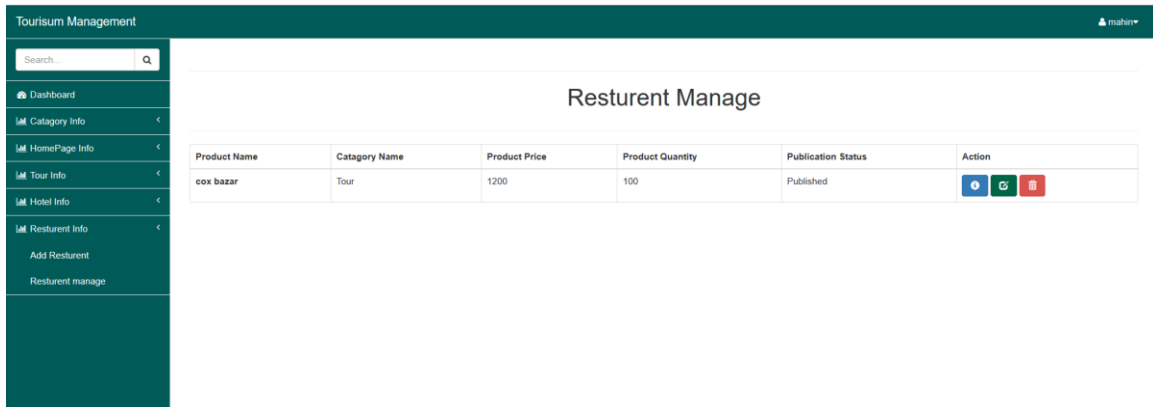 Tourisum Management
mahin
Search...
Dashboard
Catagory Info
HomePage Info
Tour Info
Hotel Info
Resturent Info
Add Resturent
Resturent manage
Resturent Manage
Product Name Catagory Name Product Price Product Quantity Publication Status Action
cox bazar Tour 1200 100 Published